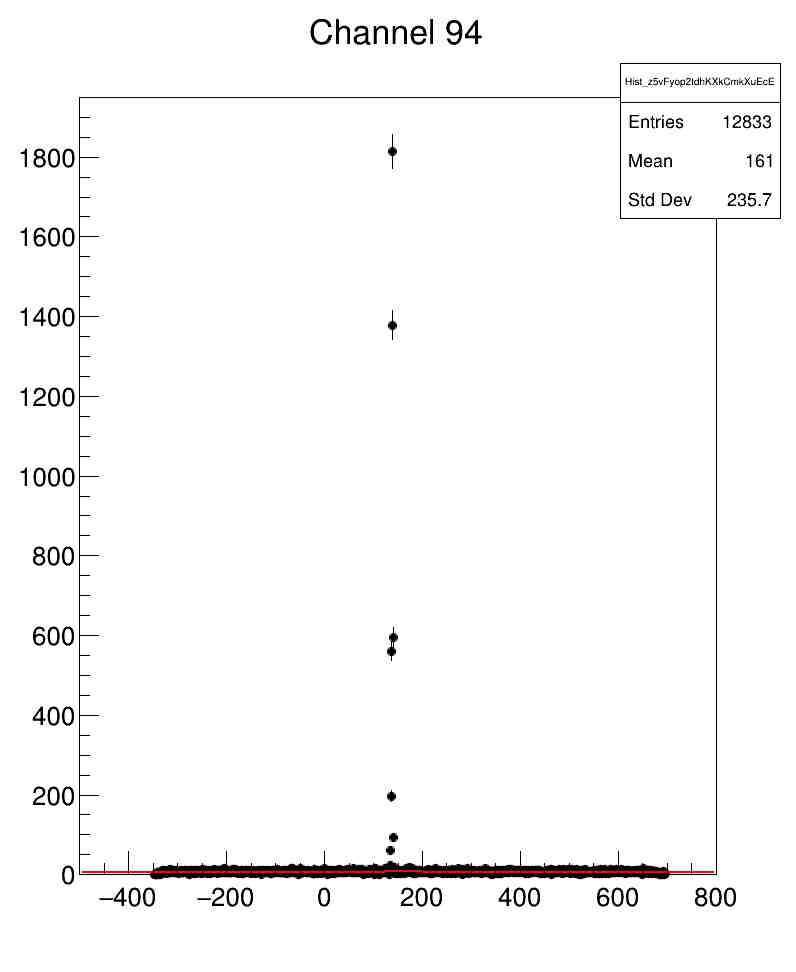 Channel 94
Hist_z5vFyop2IdhKXkCmkXuEcE
Entries 12833
Mean 161
Std Dev 235.7
1800
1600
1400
1200
1000
800
600
400
200
0
−400 −200 0 200 400 600 800